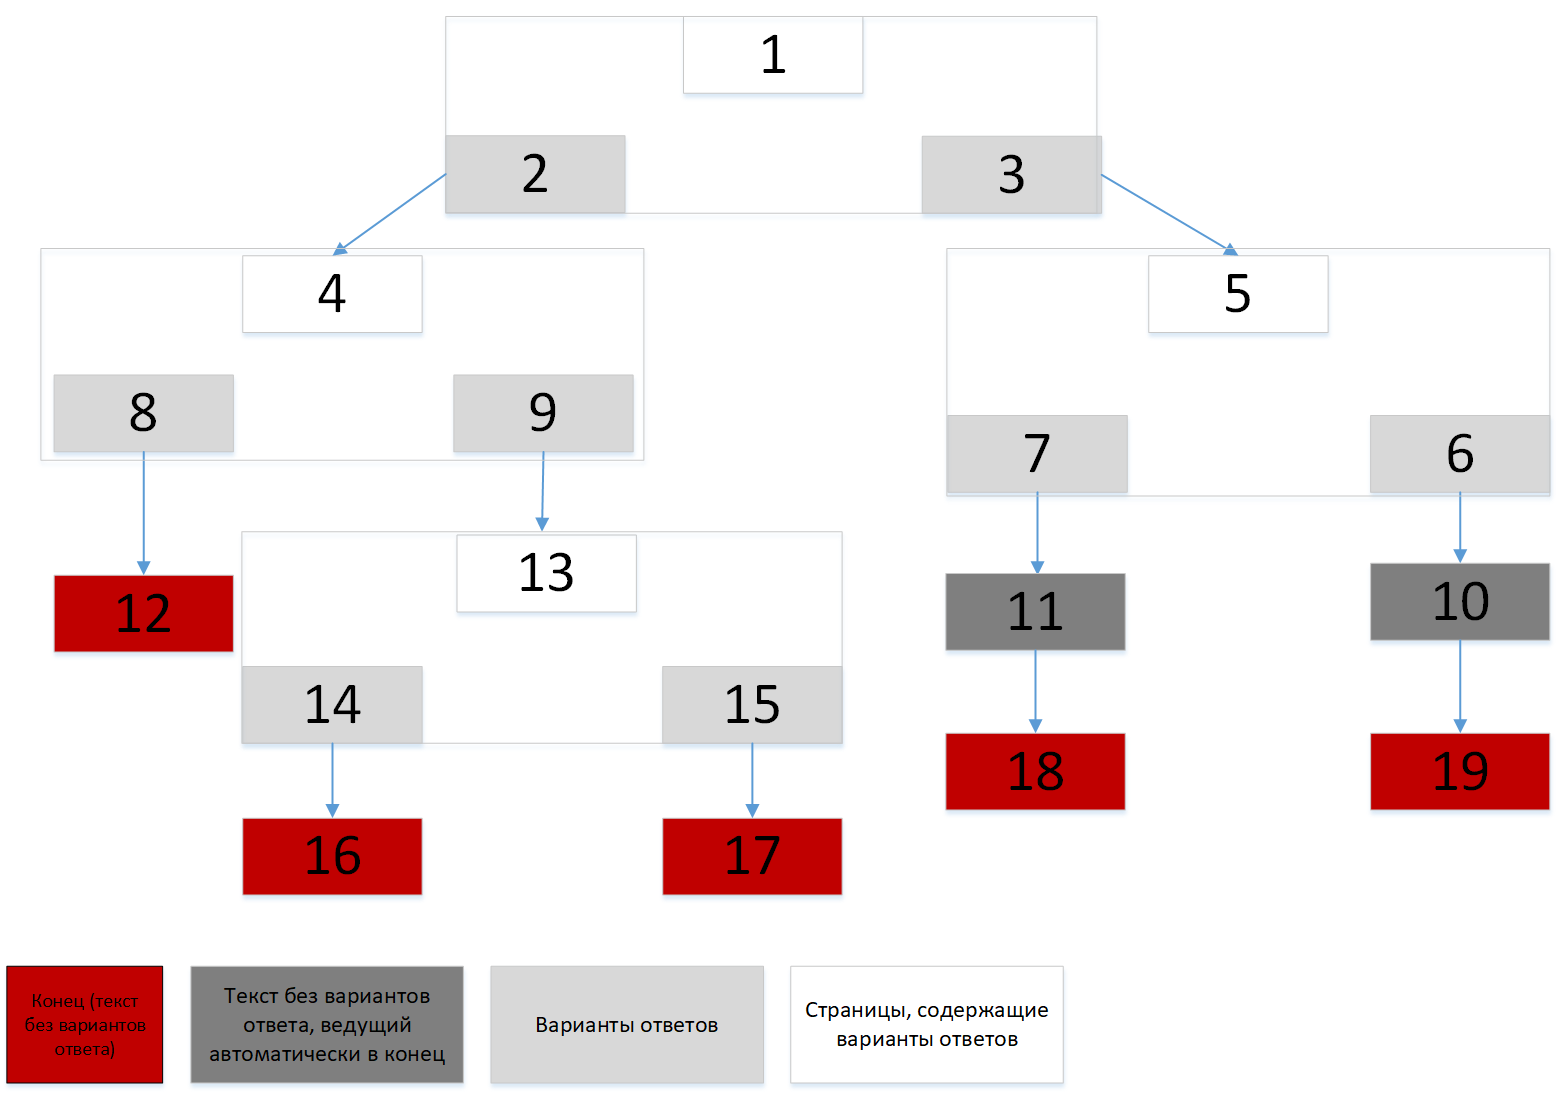 1
2
3
4
5
8
9
7
6
13
12
11
10
14
15
18
19
16
17
Конец (текст
без вариантов
ответа)
Текст без вариантов
ответа, ведущий
автоматически в конец
Варианты ответов
Страницы, содержащие
варианты ответов